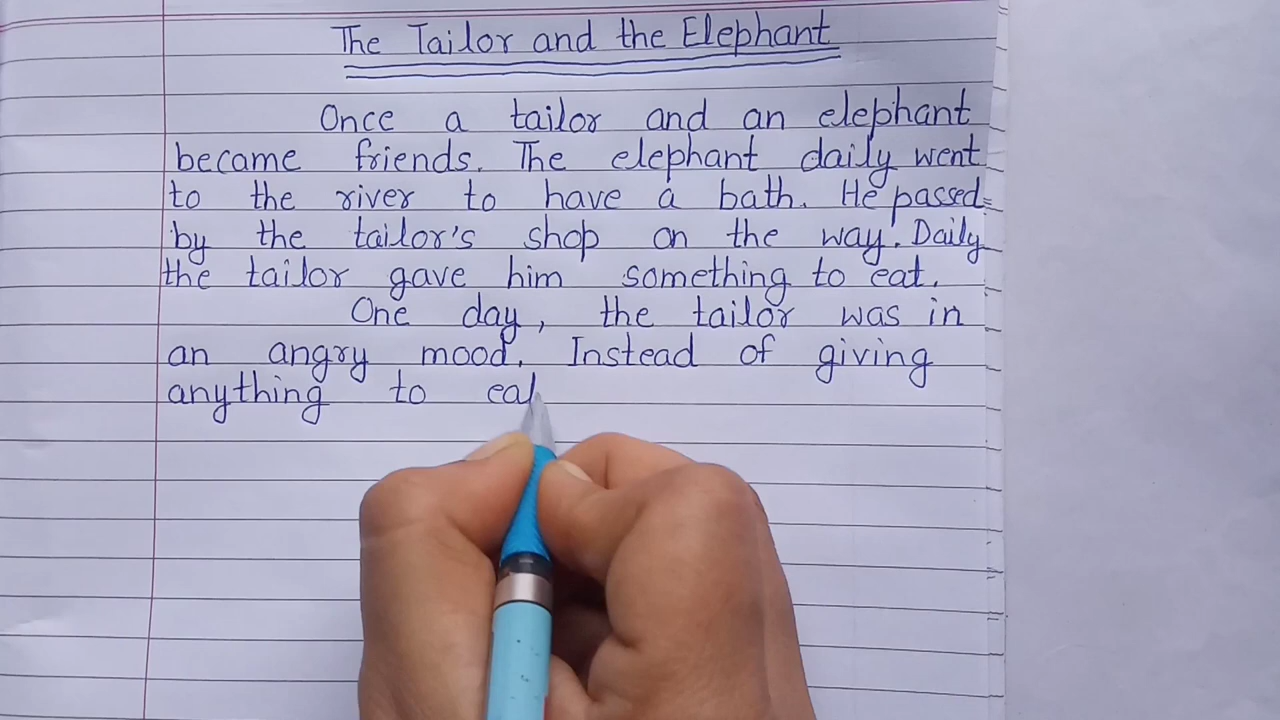 The Tailor and the Elephant
Once a tailor and an elephant
became friends. The elephant daily went
to the river to have a bath. He passed
by the tailor's shop on the way. Daily
the tailor gave him something to eat.
One day, the tailor was in
an angry mood. Instead of giving
anything to eat